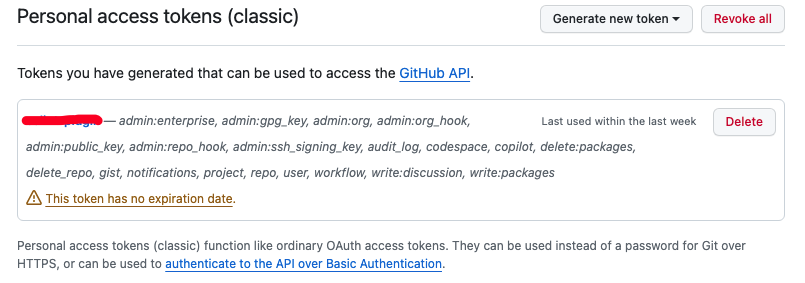 Personal access tokens (classic)
Generate new token
Revoke all
Tokens you have generated that can be used to access the GitHub API.
— admin:enterprise, admin:gpg_key, admin:org, admin:org_hook,
Last used within the last week
Delete
admin:public_key, admin:repo_hook, admin:ssh_signing_key, audit_log, codespace, copilot, delete:packages,
delete_repo, gist, notifications, project, repo, user, workflow, write:discussion, write:packages
This token has no expiration date.
Personal access tokens (classic) function like ordinary OAuth access tokens. They can be used instead of a password for Git over
HTTPS, or can be used to authenticate to the API over Basic Authentication.